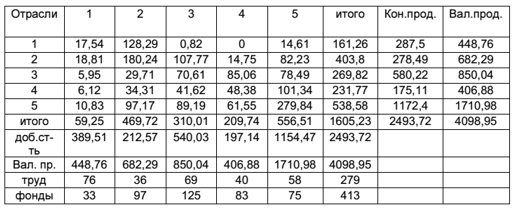 Отрасли 1 2 3 4 5 итого Кон.прод. Вал.прод.
1 17,54 128,29 0,82 0 14,61 161,26 287,5 448,76
2 18,81 180,24 107,77 14,75 82,23 403,8 278,49 682,29
3 5,95 29,71 70,61 85,06 78,49 269,82 580,22 850,04
4 6,12 34,31 41,62 48,38 101,34 231,77 175,11 406,88
5 10,83 97,17 89,19 61,55 279,84 538,58 1172,4 1710,98
итого 59,25 469,72 310,01 209,74 556,51 1605,23 2493,72 4098,95
доб.ст-
ть 389,51 212,57 540,03 197,14 1154,47 2493,72
Вал. пр. 448,76 682,29 850,04 406,88 1710,98 4098,95
труд 76 36 69 40 58 279
фонды 33 97 125 83 75 413